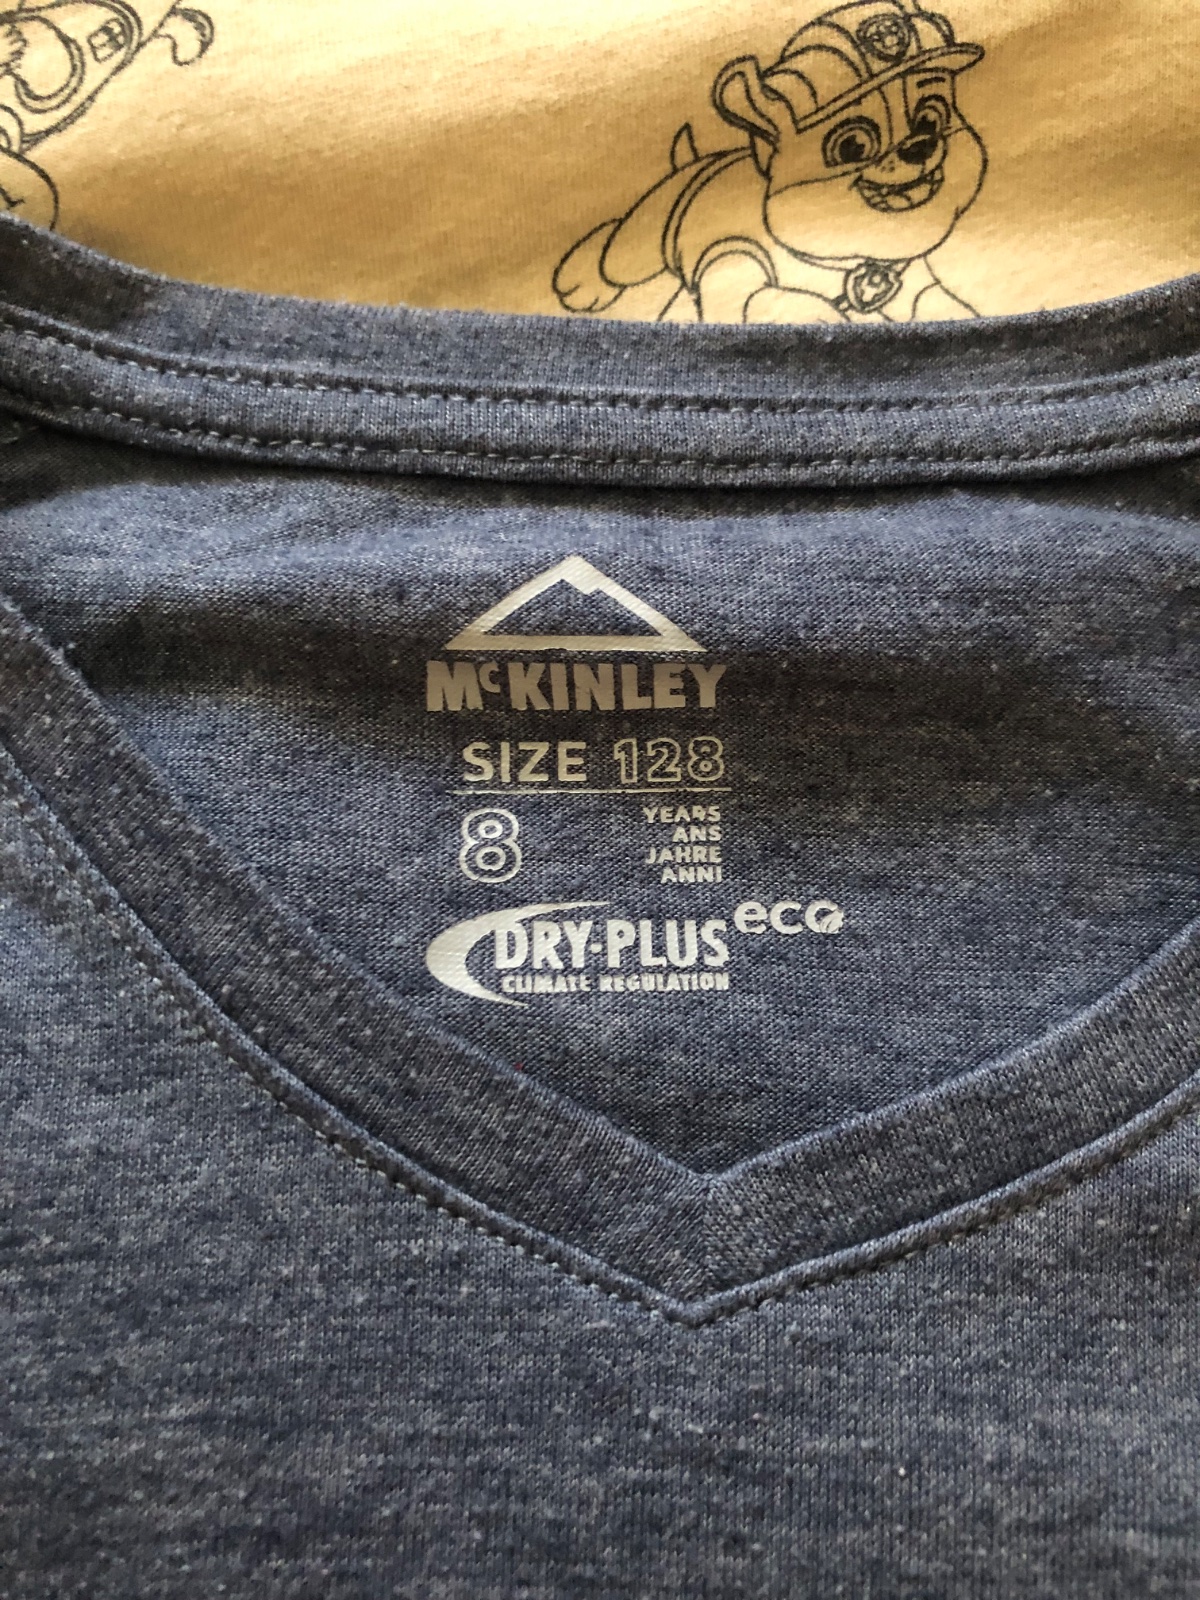 McKINLEY
SIZE 128
8 YEARS
ANS
JAHRE
ANNI
DRY-PLUS eco
CLIMATE REGULATION